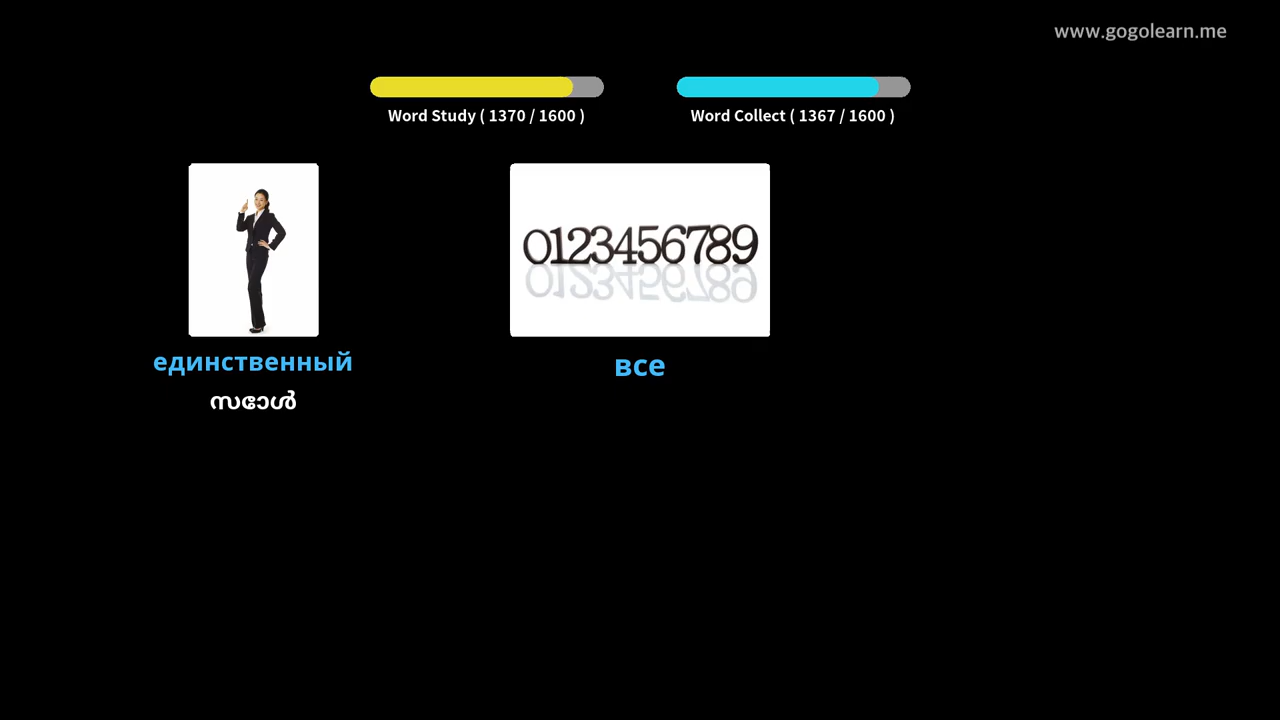 www.gogolearn.me
Word Study ( 1370 / 1600 )
Word Collect ( 1367 / 1600 )
0123456789
единственный
все
സോൾ